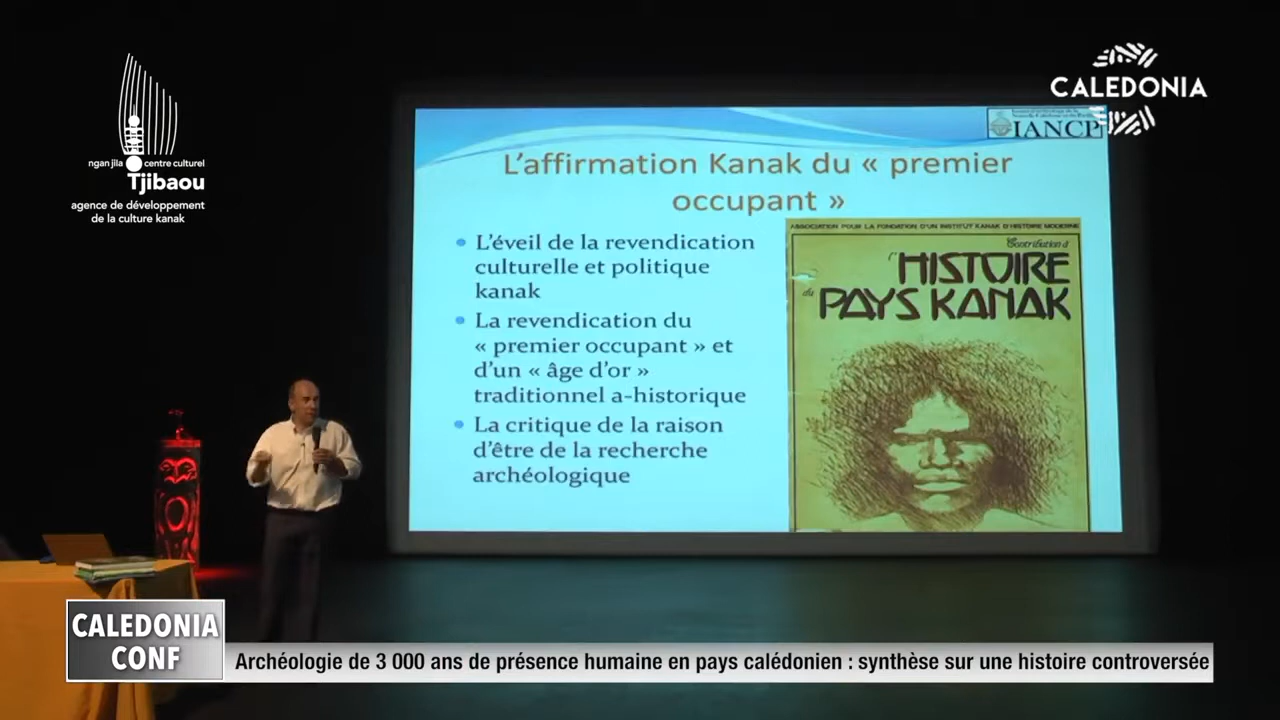 ngan jila centre culturel
Tjibaou
agence de développement
de la culture kanak
CALEDONIA
IANCP
L'affirmation Kanak du « premier
occupant »
L'éveil de la revendication
culturelle et politique
kanak
La revendication du
« premier occupant » et
d'un « âge d'or »
traditionnel a-historique
La critique de la raison
d'être de la recherche
archéologique
ASSOCIATION POUR LA FONDATION D'UN INSTITUT KANAK D'HISTOIRE MODERNE
Contribution à
l'HISTOIRE
du PAYS KANAK
CALEDONIA
CONF
Archéologie de 3 000 ans de présence humaine en pays calédonien : synthèse sur une histoire controversée